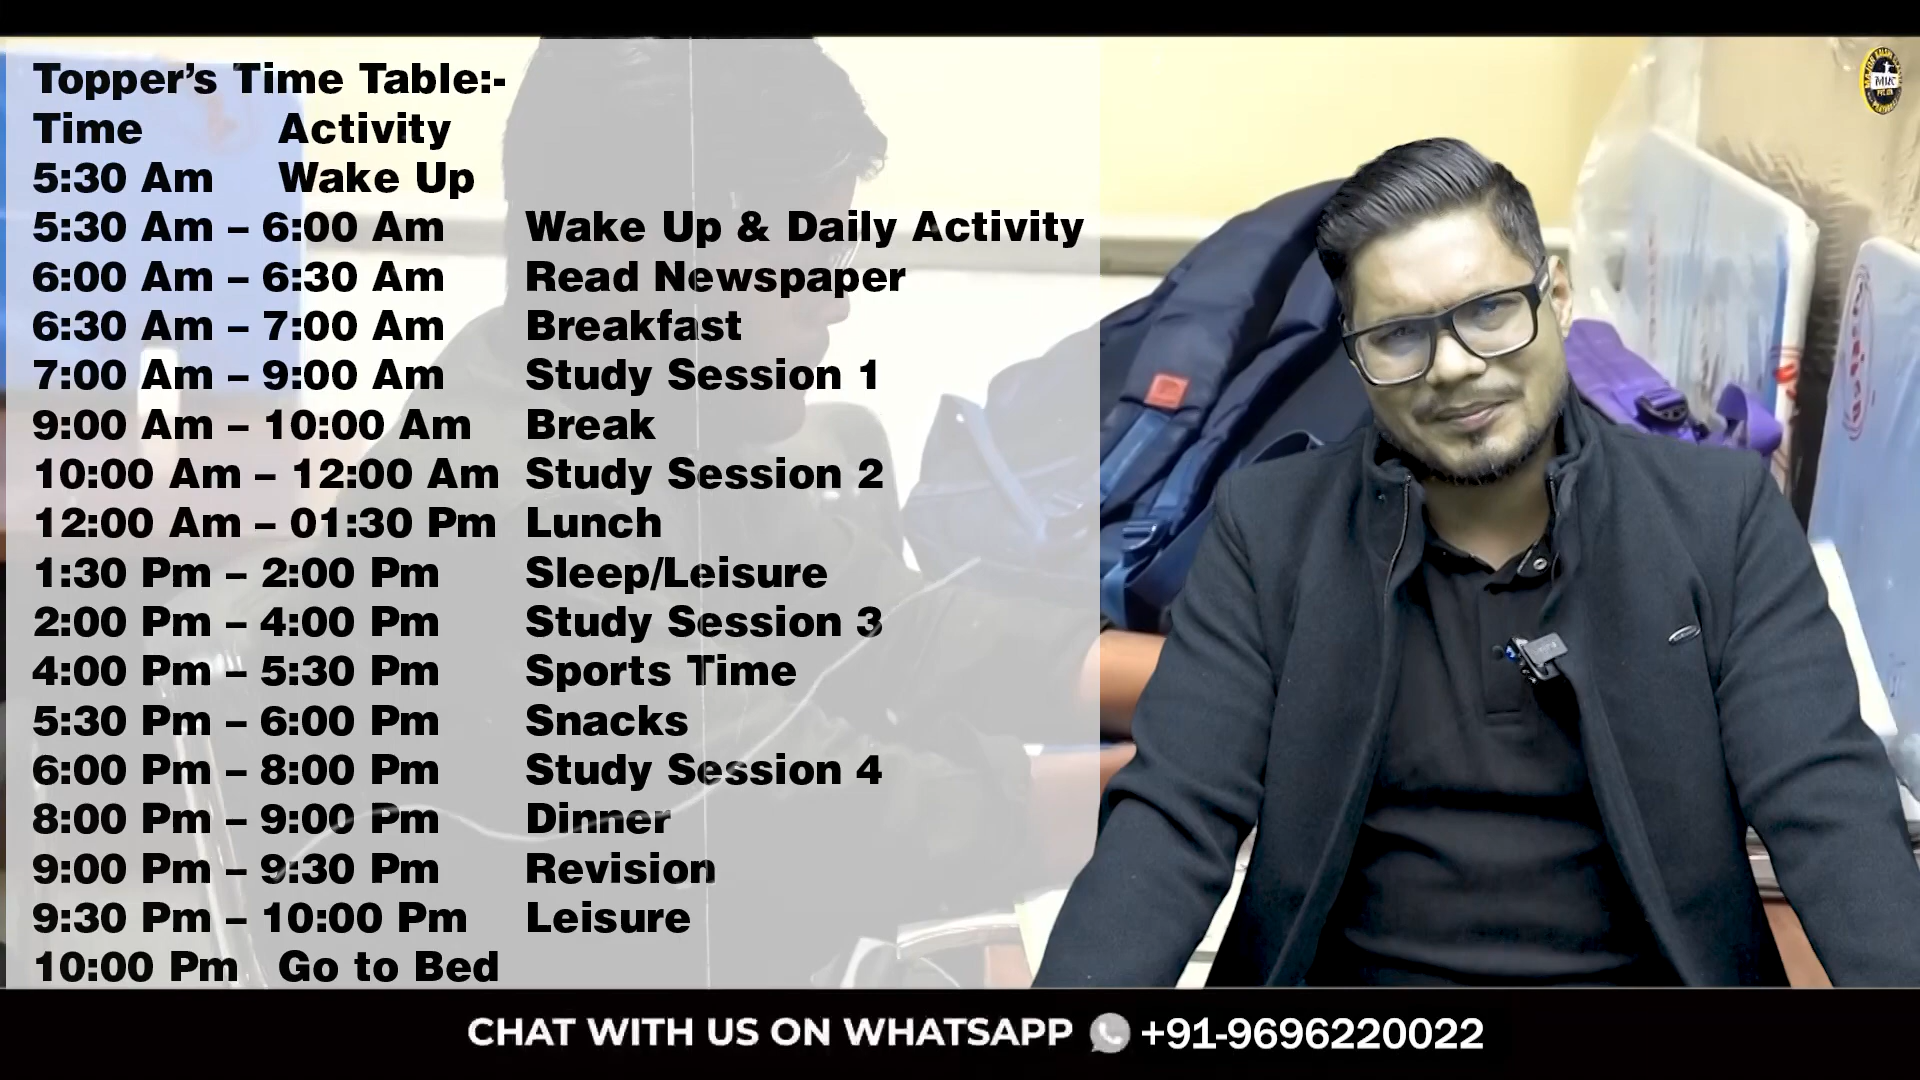 Topper’s Time Table:-
Time Activity
5:30 Am Wake Up
5:30 Am – 6:00 Am Wake Up & Daily Activity
6:00 Am – 6:30 Am Read Newspaper
6:30 Am – 7:00 Am Breakfast
7:00 Am – 9:00 Am Study Session 1
9:00 Am – 10:00 Am Break
10:00 Am – 12:00 Am Study Session 2
12:00 Am – 01:30 Pm Lunch
1:30 Pm – 2:00 Pm Sleep/Leisure
2:00 Pm – 4:00 Pm Study Session 3
4:00 Pm – 5:30 Pm Sports Time
5:30 Pm – 6:00 Pm Snacks
6:00 Pm – 8:00 Pm Study Session 4
8:00 Pm – 9:00 Pm Dinner
9:00 Pm – 9:30 Pm Revision
9:30 Pm – 10:00 Pm Leisure
10:00 Pm Go to Bed
CHAT WITH US ON WHATSAPP +91-9696220022